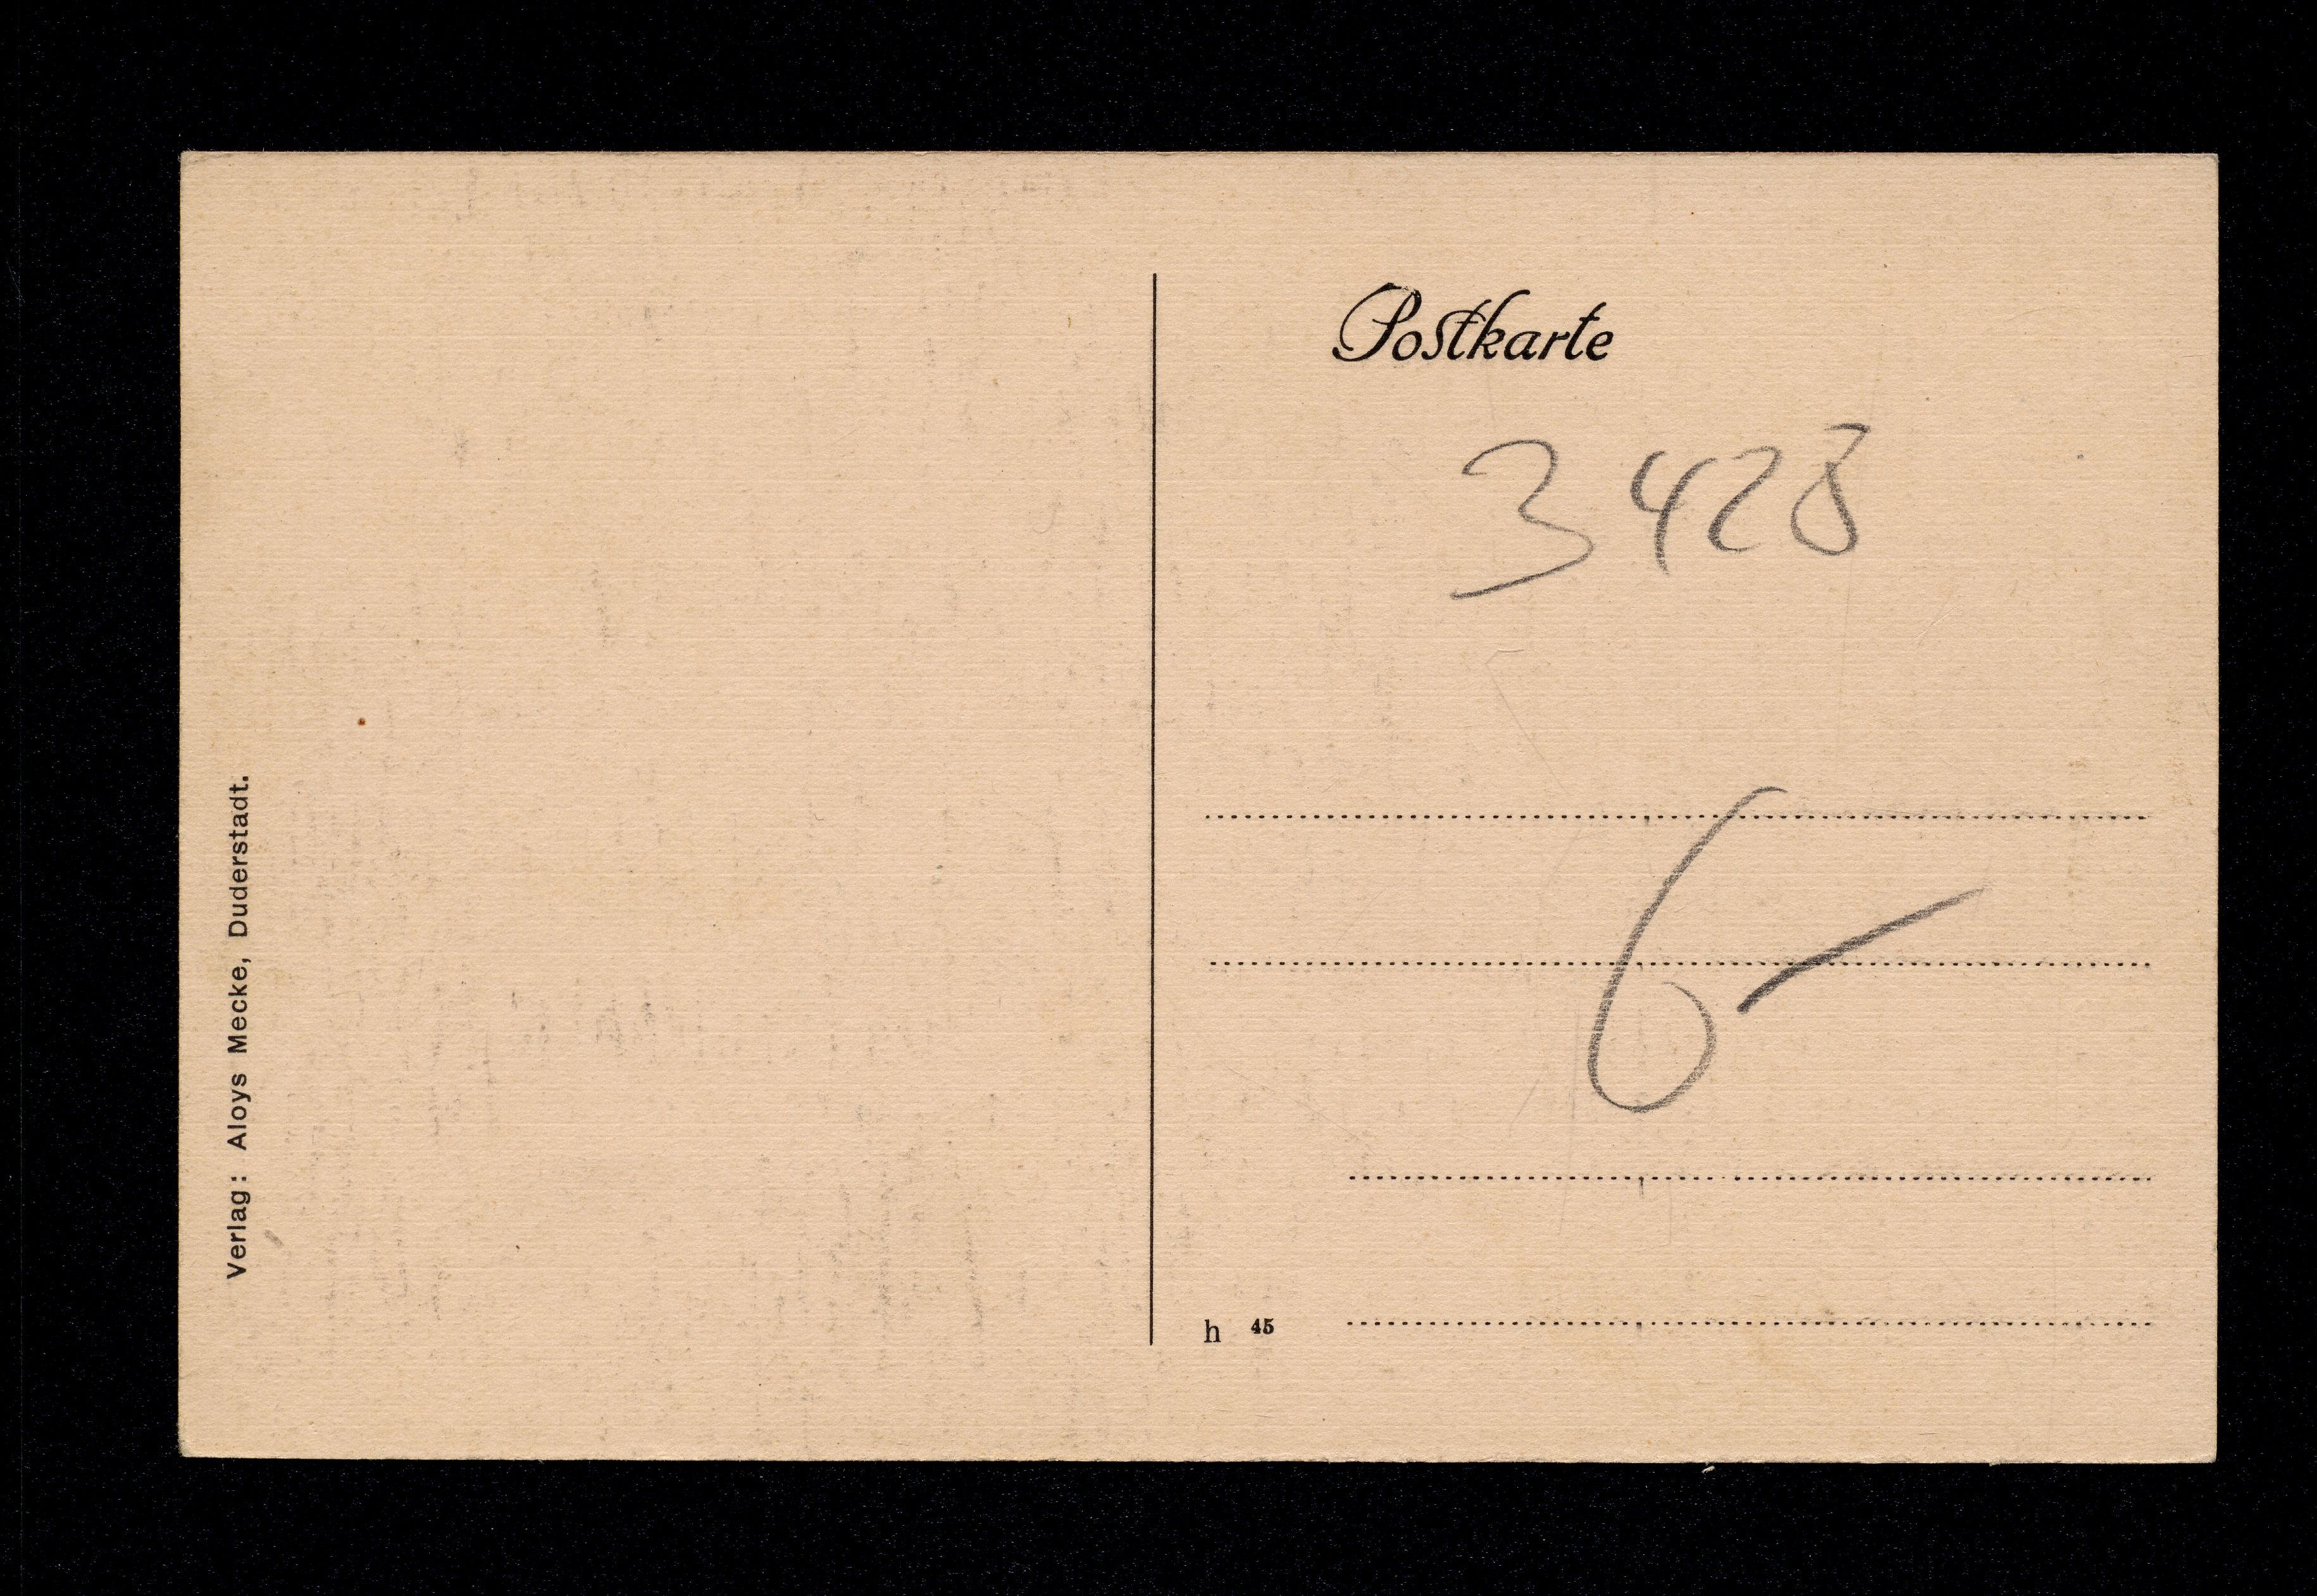 Postkarte
3428
6-
Verlag: Aloys Mecke, Duderstadt.
h 45